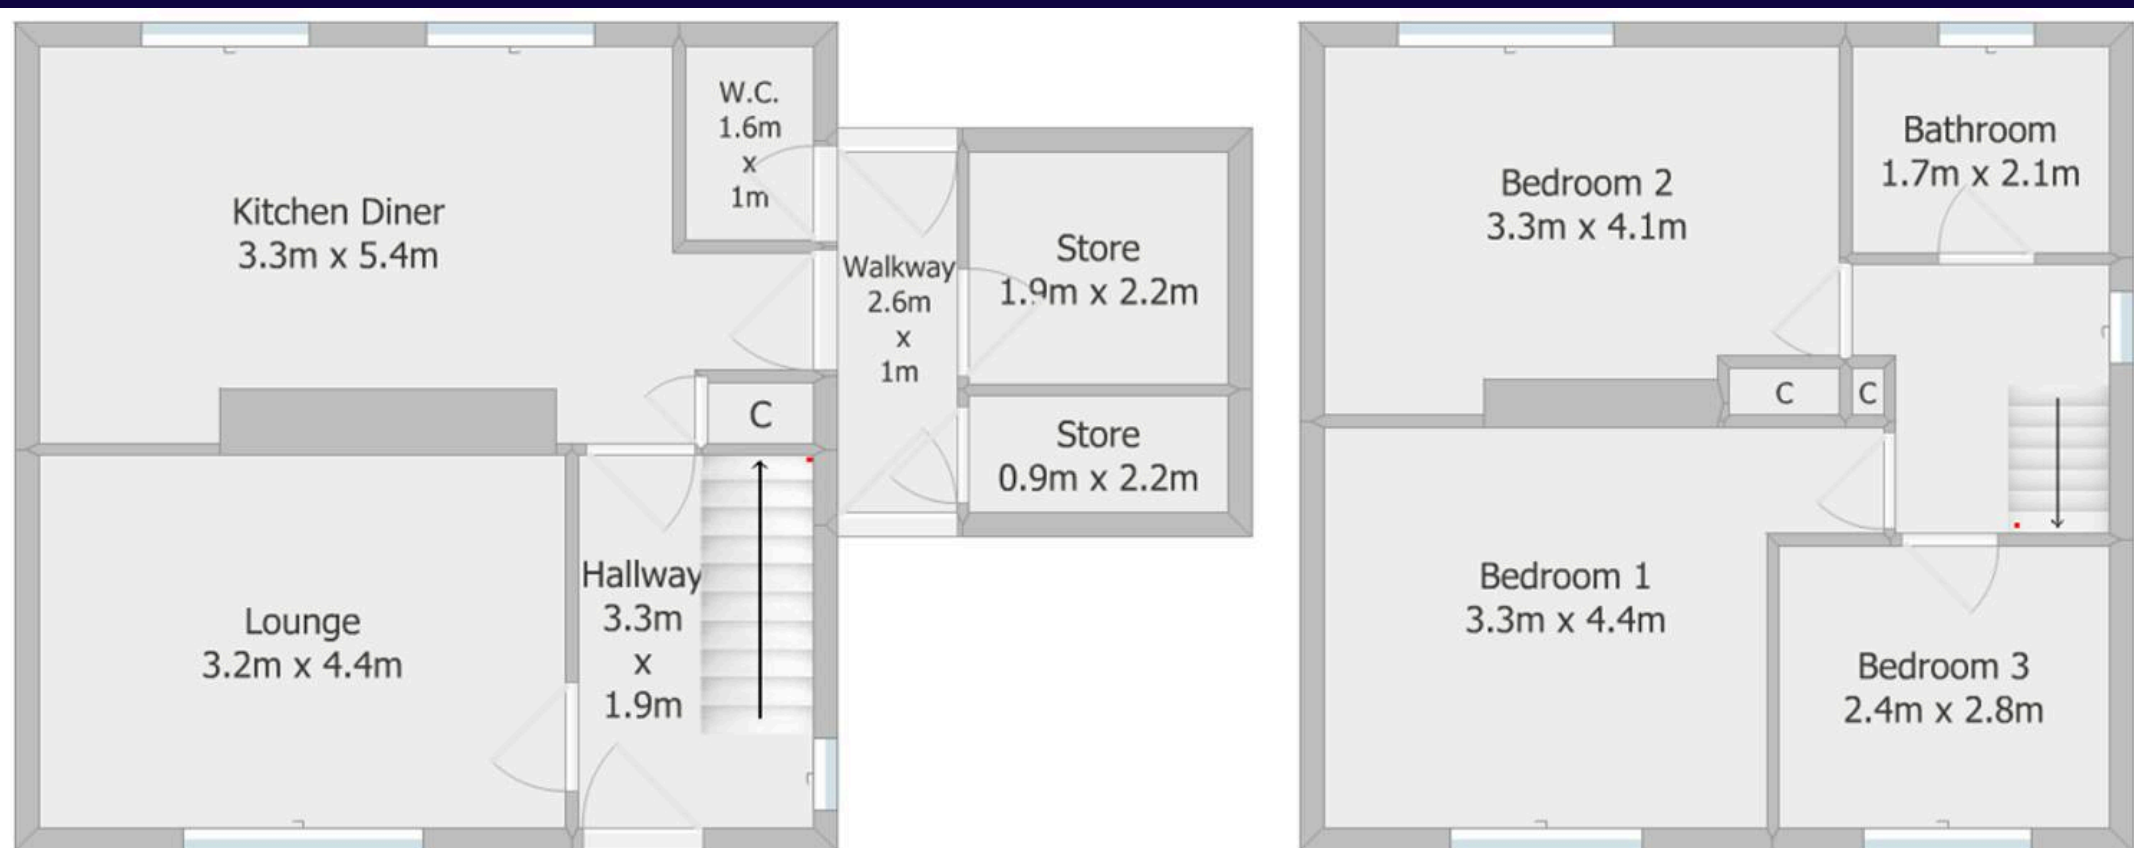 Kitchen Diner
3.3m x 5.4m
W.C.
1.6m
x
1m
Walkway
2.6m
x
1m
Store
1.9m x 2.2m
C
Store
0.9m x 2.2m
Lounge
3.2m x 4.4m
Hallway
3.3m
x
1.9m
Bedroom 2
3.3m x 4.1m
Bathroom
1.7m x 2.1m
C
C
Bedroom 1
3.3m x 4.4m
Bedroom 3
2.4m x 2.8m